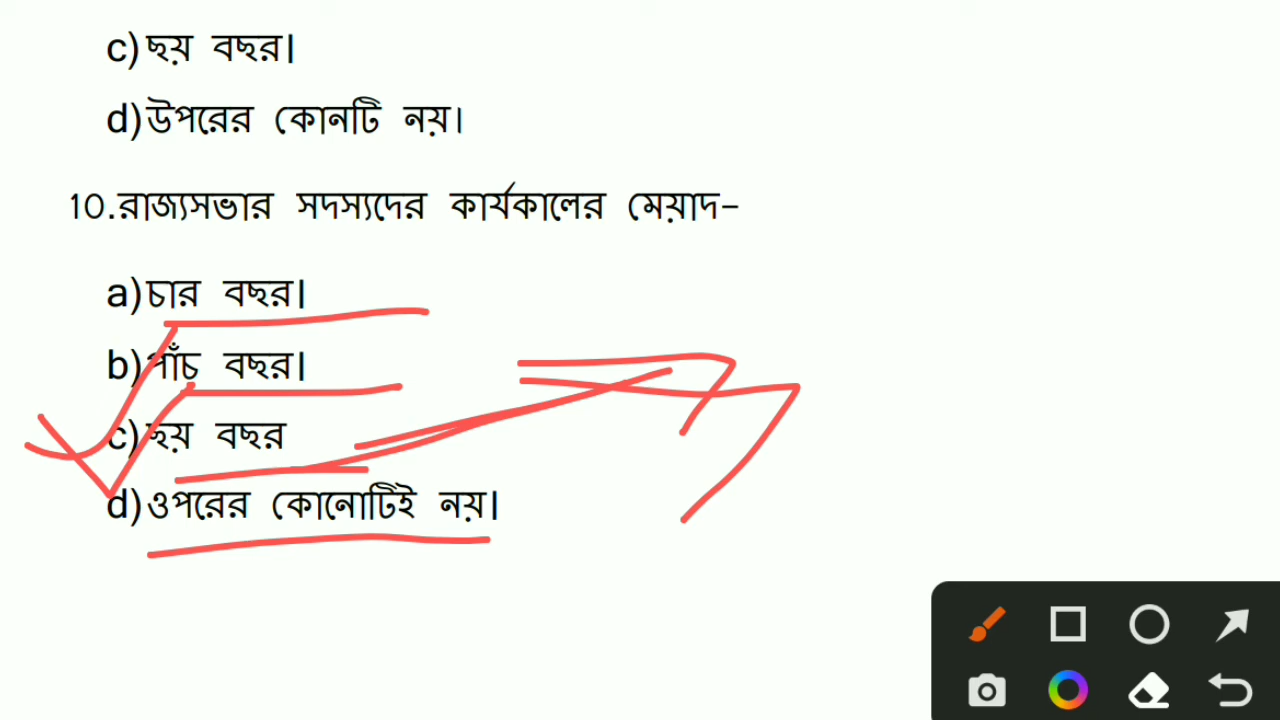 c)ছয় বছর।
d)উপরের কোনটি নয়।
10.রাজ্যসভার সদস্যদের কার্যকালের মেয়াদ-
a)চার বছর।
b)পাঁচ বছর।
c)ছয় বছর
d)ওপরের কোনোটিই নয়।